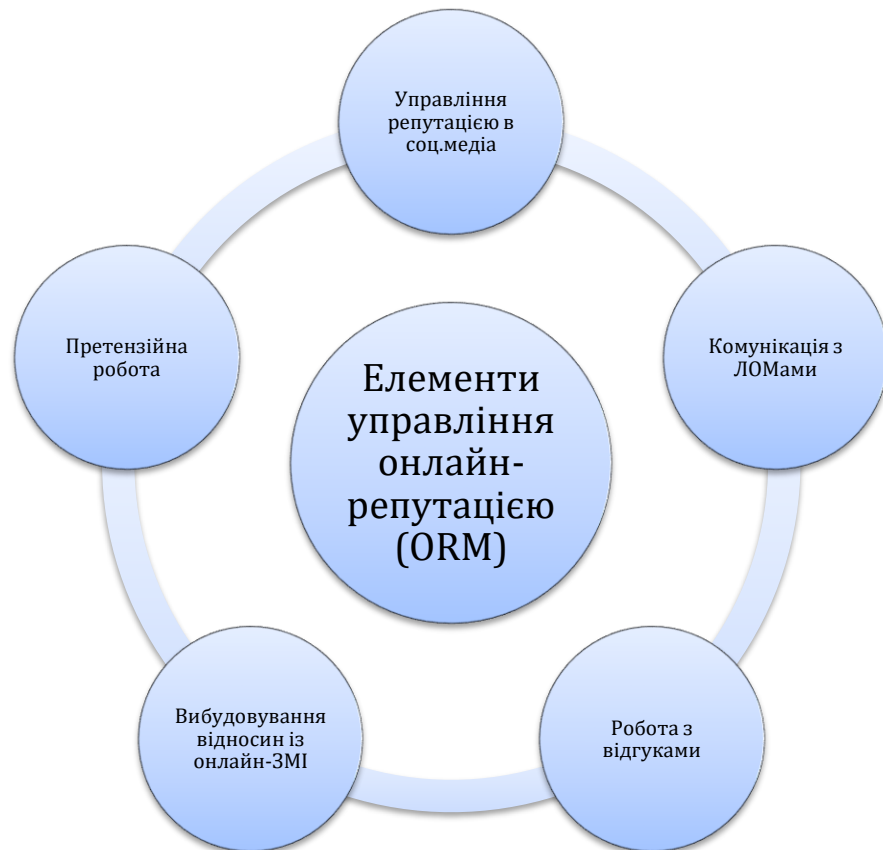 Управління
репутацією в
соц.медіа
Претензійна
робота
Комунікація з
ЛОМами
Елементи
управління
онлайн-
репутацією
(ORM)
Вибудовування
відносин із
онлайн-ЗМІ
Робота з
відгуками